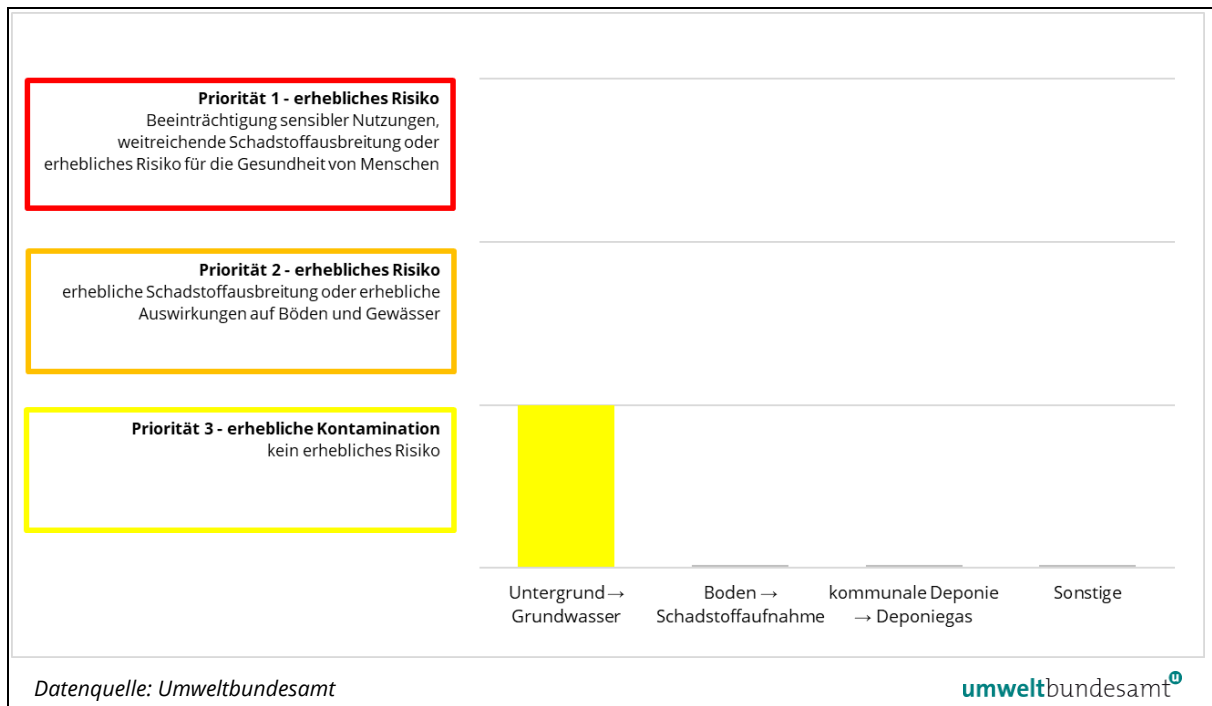 Priorität 1 - erhebliches Risiko
Beeinträchtigung sensibler Nutzungen,
weitreichende Schadstoffausbreitung oder
erhebliches Risiko für die Gesundheit von Menschen
Priorität 2 - erhebliches Risiko
erhebliche Schadstoffausbreitung oder erhebliche
Auswirkungen auf Böden und Gewässer
Priorität 3 - erhebliche Kontamination
kein erhebliches Risiko
Untergrund →
Grundwasser
Boden →
Schadstoffaufnahme
kommunale Deponie
→ Deponiegas
Sonstige
Datenquelle: Umweltbundesamt
umweltbundesamt u